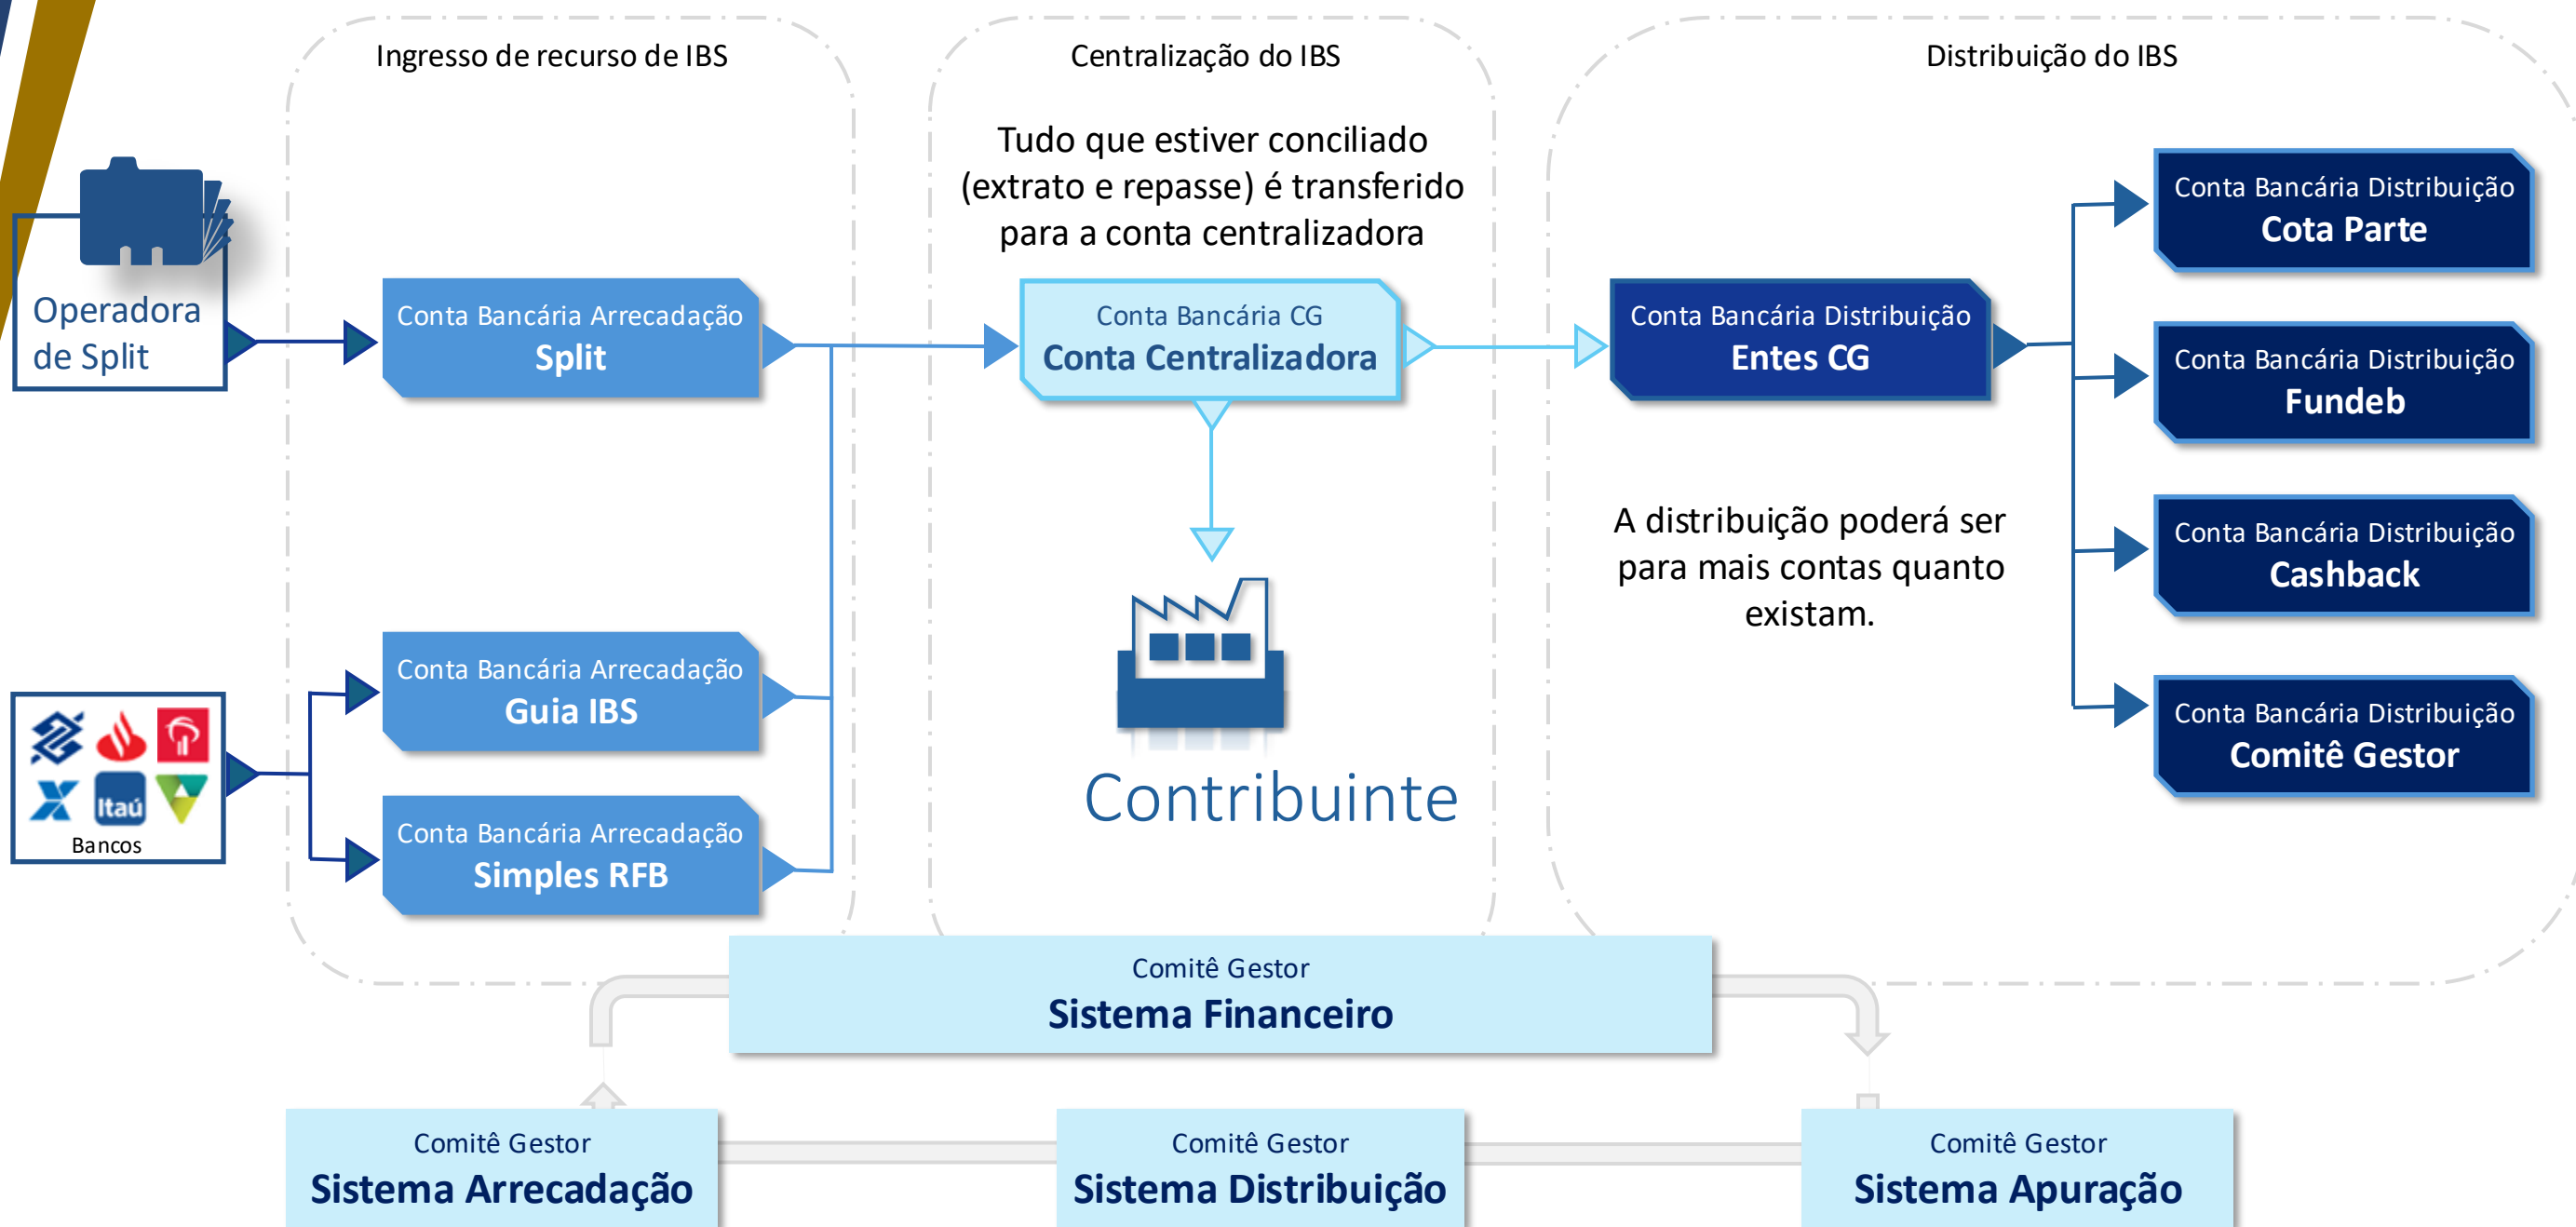 Ingresso de recurso de IBS
Centralização do IBS
Distribuição do IBS
Tudo que estiver conciliado
(extrato e repasse) é transferido
para a conta centralizadora
Operadora
de Split
Conta Bancária Arrecadação
Split
Conta Bancária CG
Conta Centralizadora
Conta Bancária Distribuição
Entes CG
Conta Bancária Distribuição
Cota Parte
Conta Bancária Distribuição
Fundeb
Conta Bancária Distribuição
Cashback
Conta Bancária Distribuição
Comitê Gestor
A distribuição poderá ser
para mais contas quanto
existam.
Itaú
Bancos
Conta Bancária Arrecadação
Guia IBS
Conta Bancária Arrecadação
Simples RFB
Contribuinte
Comitê Gestor
Sistema Financeiro
Comitê Gestor
Sistema Arrecadação
Comitê Gestor
Sistema Distribuição
Comitê Gestor
Sistema Apuração